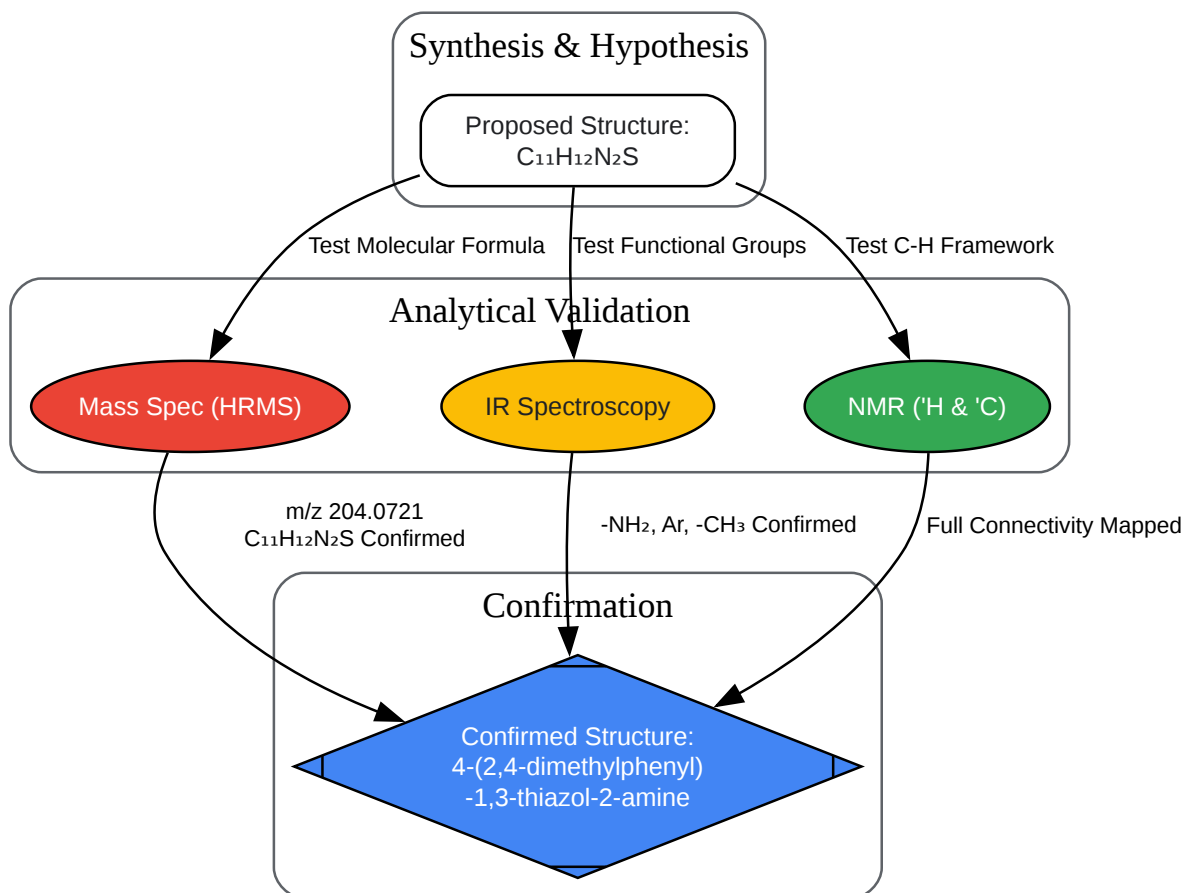 Synthesis & Hypothesis
Proposed Structure:
C₁₁H₁₂N₂S
Test Molecular Formula
Test Functional Groups
Test C-H Framework
Analytical Validation
Mass Spec (HRMS)
IR Spectroscopy
NMR ('H & 'C)
m/z 204.0721
C₁₁H₁₂N₂S Confirmed
-NH₂, Ar, -CH₃ Confirmed
Full Connectivity Mapped
Confirmation
Confirmed Structure:
4-(2,4-dimethylphenyl)
-1,3-thiazol-2-amine